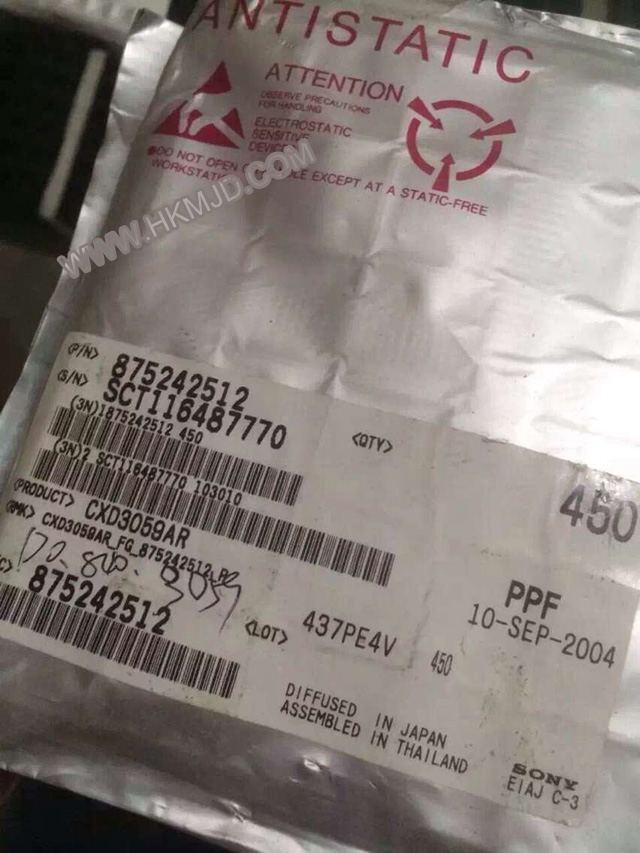 ANTISTATIC
ATTENTION
OBSERVE PRECAUTIONS
FOR HANDLING
ELECTROSTATIC
SENSITIVE
DEVICES
DO NOT OPEN EXCEPT AT A STATIC-FREE
WWW.HKMJD.COM
(P/N) 875242512
(S/N) SCT116487770
(3N)1875242512 450
(3N)2 SCT116487770 103010
<QTY> 450
PRODUCT> CXD3059AR
CXD3059AR_FG_875242512
PPF
10-SEP-2004
C> 875242512
<LOT> 437PE4V 450
DIFFUSED IN JAPAN
ASSEMBLED IN THAILAND
SONY
EIAJ C-3